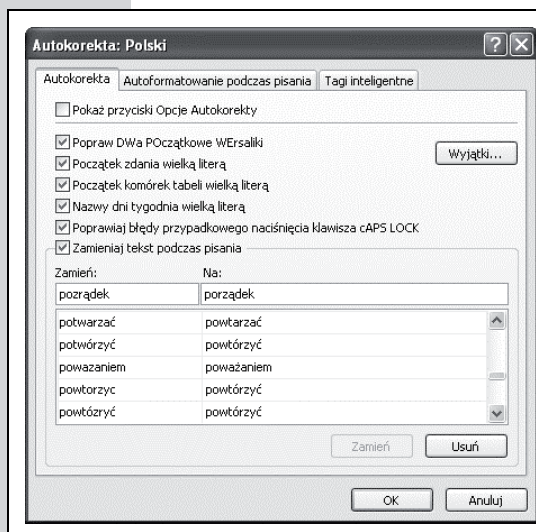 Autokorekta: Polski
Autokorekta Autoformatowanie podczas pisania Tagi inteligentne
Pokaż przyciski Opcje Autokorekty
Popraw DWa POczątkowe WErsaliki
Wyjątki...
Początek zdania wielką literą
Początek komórek tabeli wielką literą
Nazwy dni tygodnia wielką literą
Poprawiaj błędy przypadkowego naciśnięcia klawisza cAPS LOCK
Zamieniaj tekst podczas pisania
Zamień: Na:
pozrądek porządek
potwarzać powtarzać
potwórzyć powtórzyć
powazaniem poważaniem
powtorzyc powtórzyć
powtózryć powtórzyć
Zamień Usuń
OK Anuluj